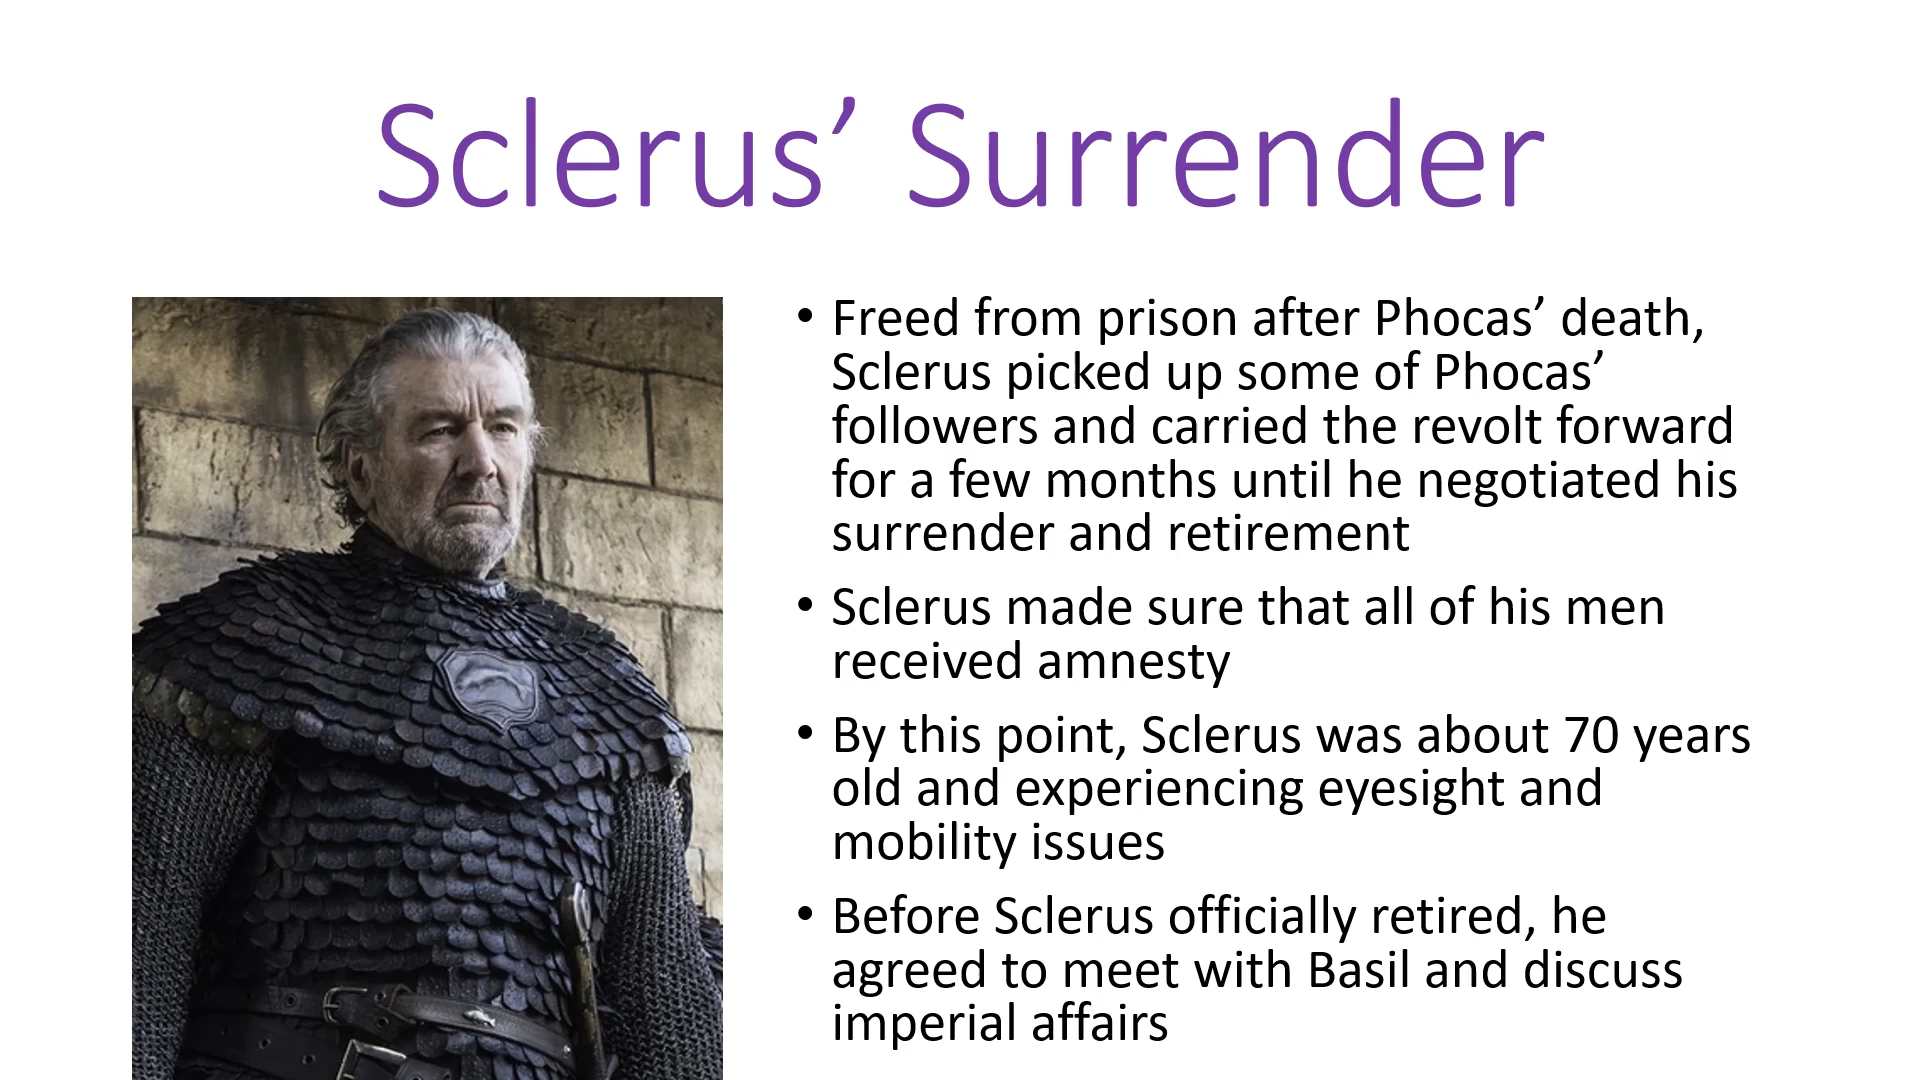 Sclerus’ Surrender
• Freed from prison after Phocas’ death,
Sclerus picked up some of Phocas’
followers and carried the revolt forward
for a few months until he negotiated his
surrender and retirement
• Sclerus made sure that all of his men
received amnesty
• By this point, Sclerus was about 70 years
old and experiencing eyesight and
mobility issues
• Before Sclerus officially retired, he
agreed to meet with Basil and discuss
imperial affairs